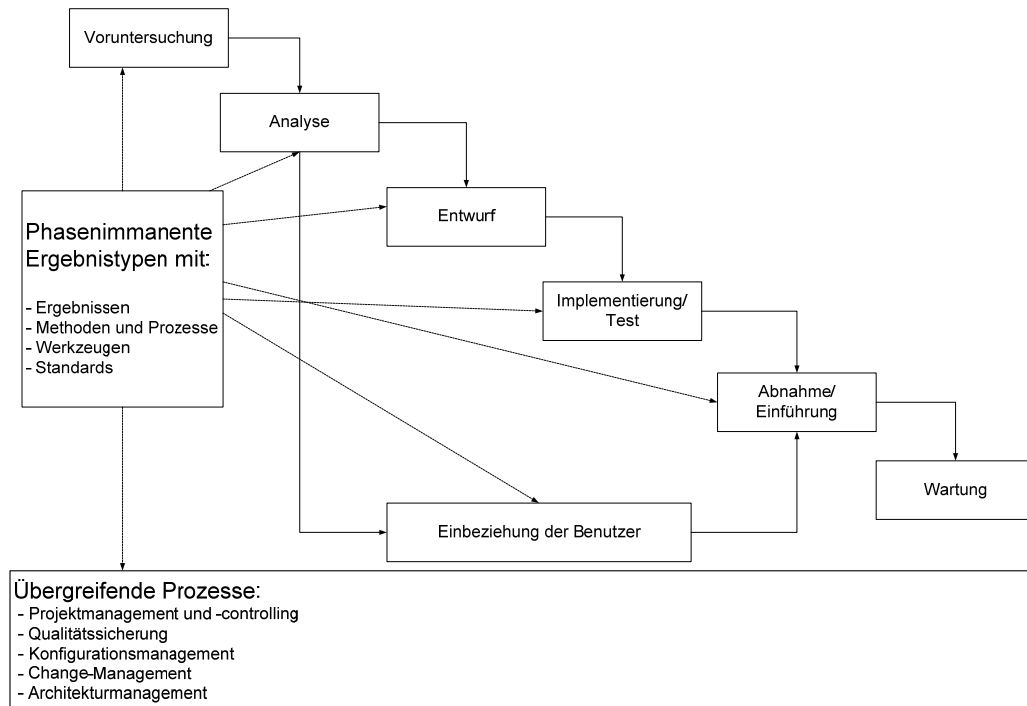 Voruntersuchung
Analyse
Entwurf
Phasenimmanente
Ergebnistypen mit:
- Ergebnissen
- Methoden und Prozesse
- Werkzeugen
- Standards
Implementierung/
Test
Abnahme/
Einführung
Wartung
Einbeziehung der Benutzer
Übergreifende Prozesse:
- Projektmanagement und -controlling
- Qualitätssicherung
- Konfigurationsmanagement
- Change-Management
- Architekturmanagement